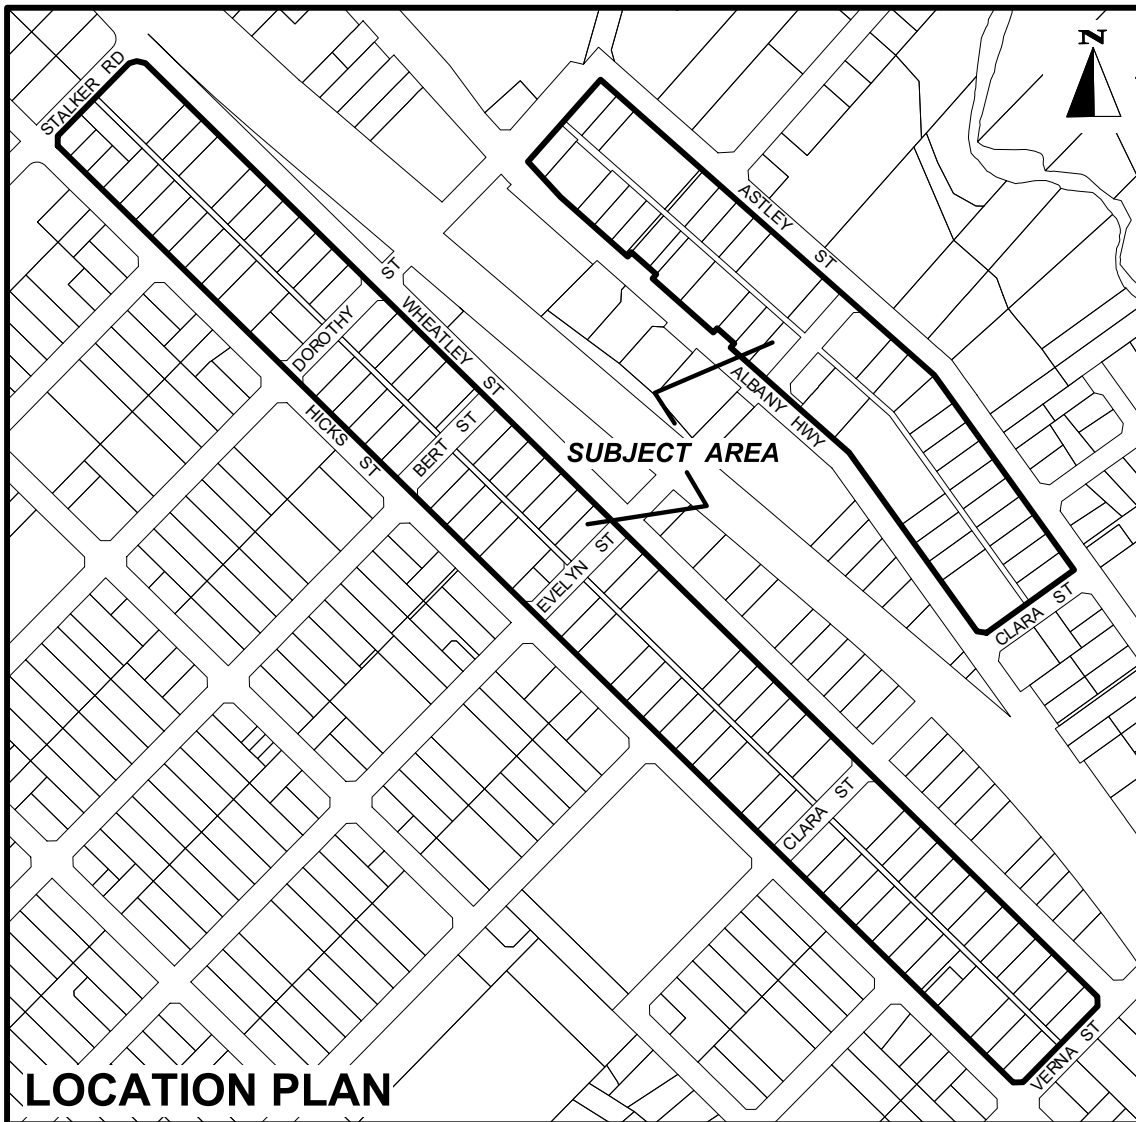 N
STALKER RD
ASTLEY ST
WHEATLEY ST
DOROTHY ST
HICKS ST
BERT ST
ALBANY HWY
SUBJECT AREA
EVELYN ST
CLARA ST
CLARA ST
VERNA ST
LOCATION PLAN